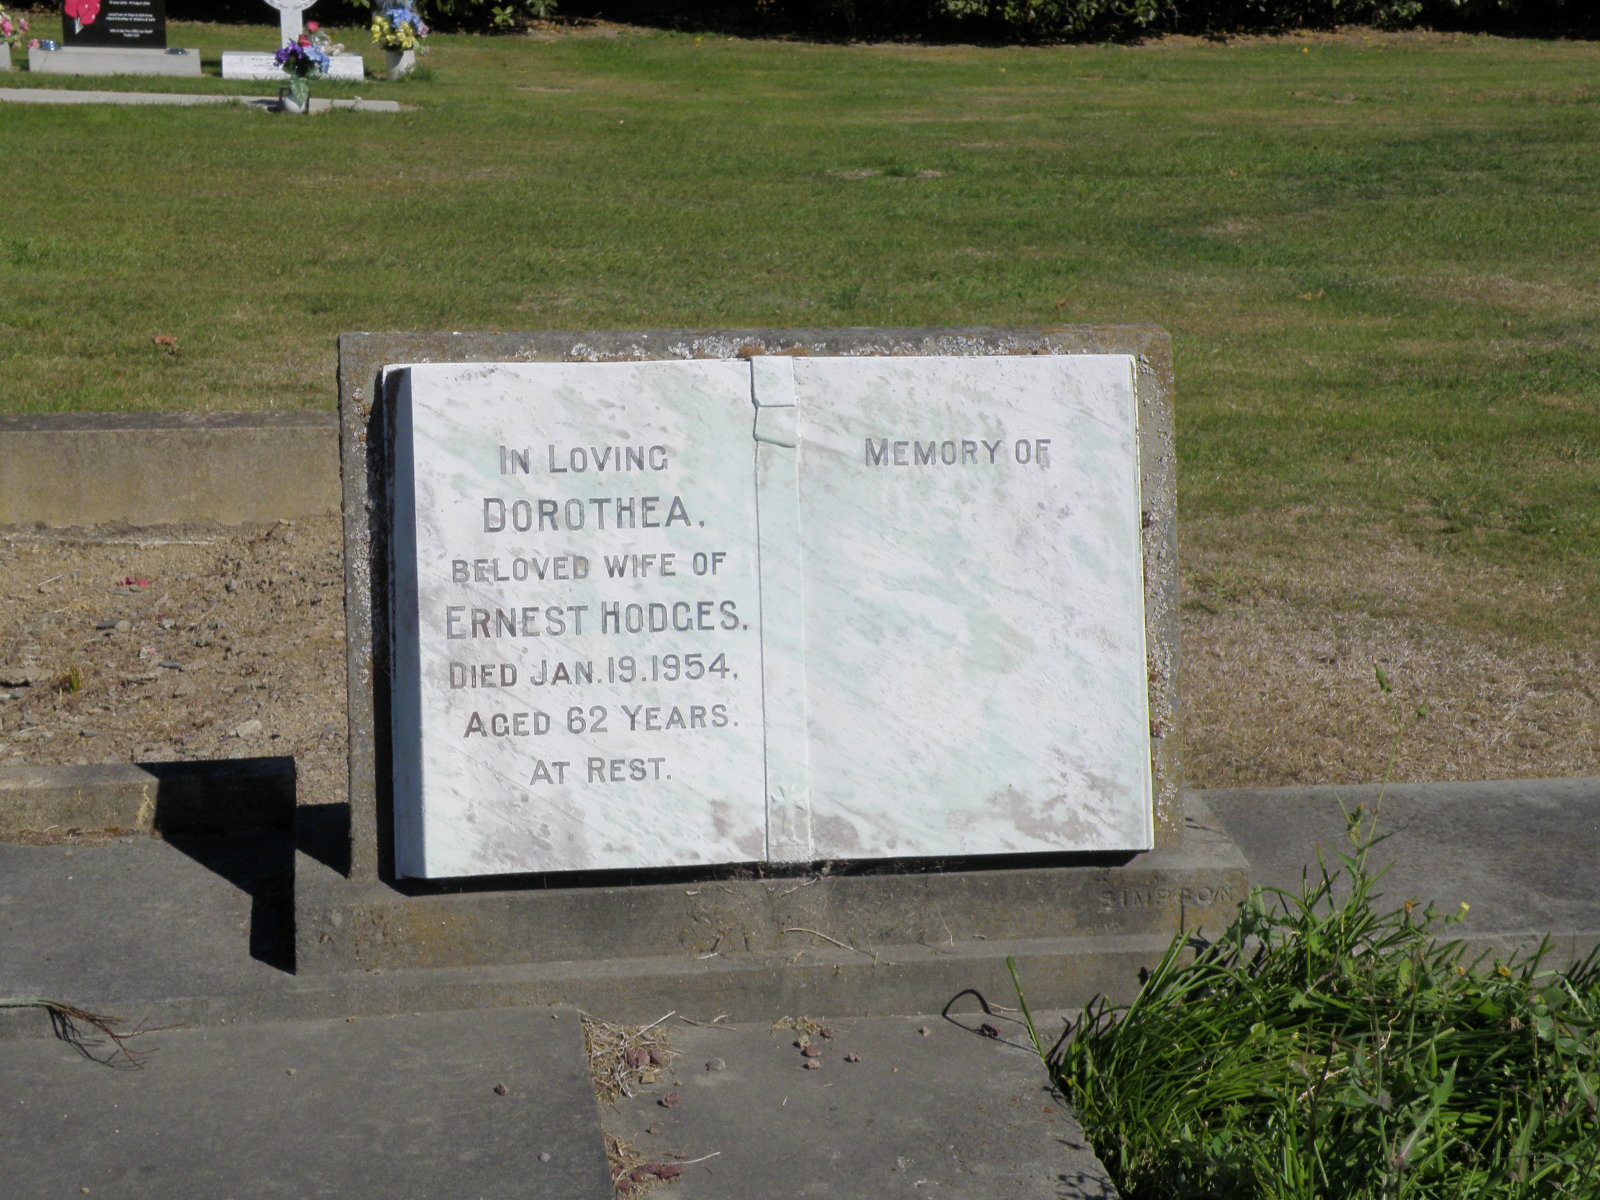 IN LOVING MEMORY OF
DOROTHEA,
BELOVED WIFE OF
ERNEST HODGES,
DIED JAN.19.1954,
AGED 62 YEARS.
AT REST.
SIMPSON